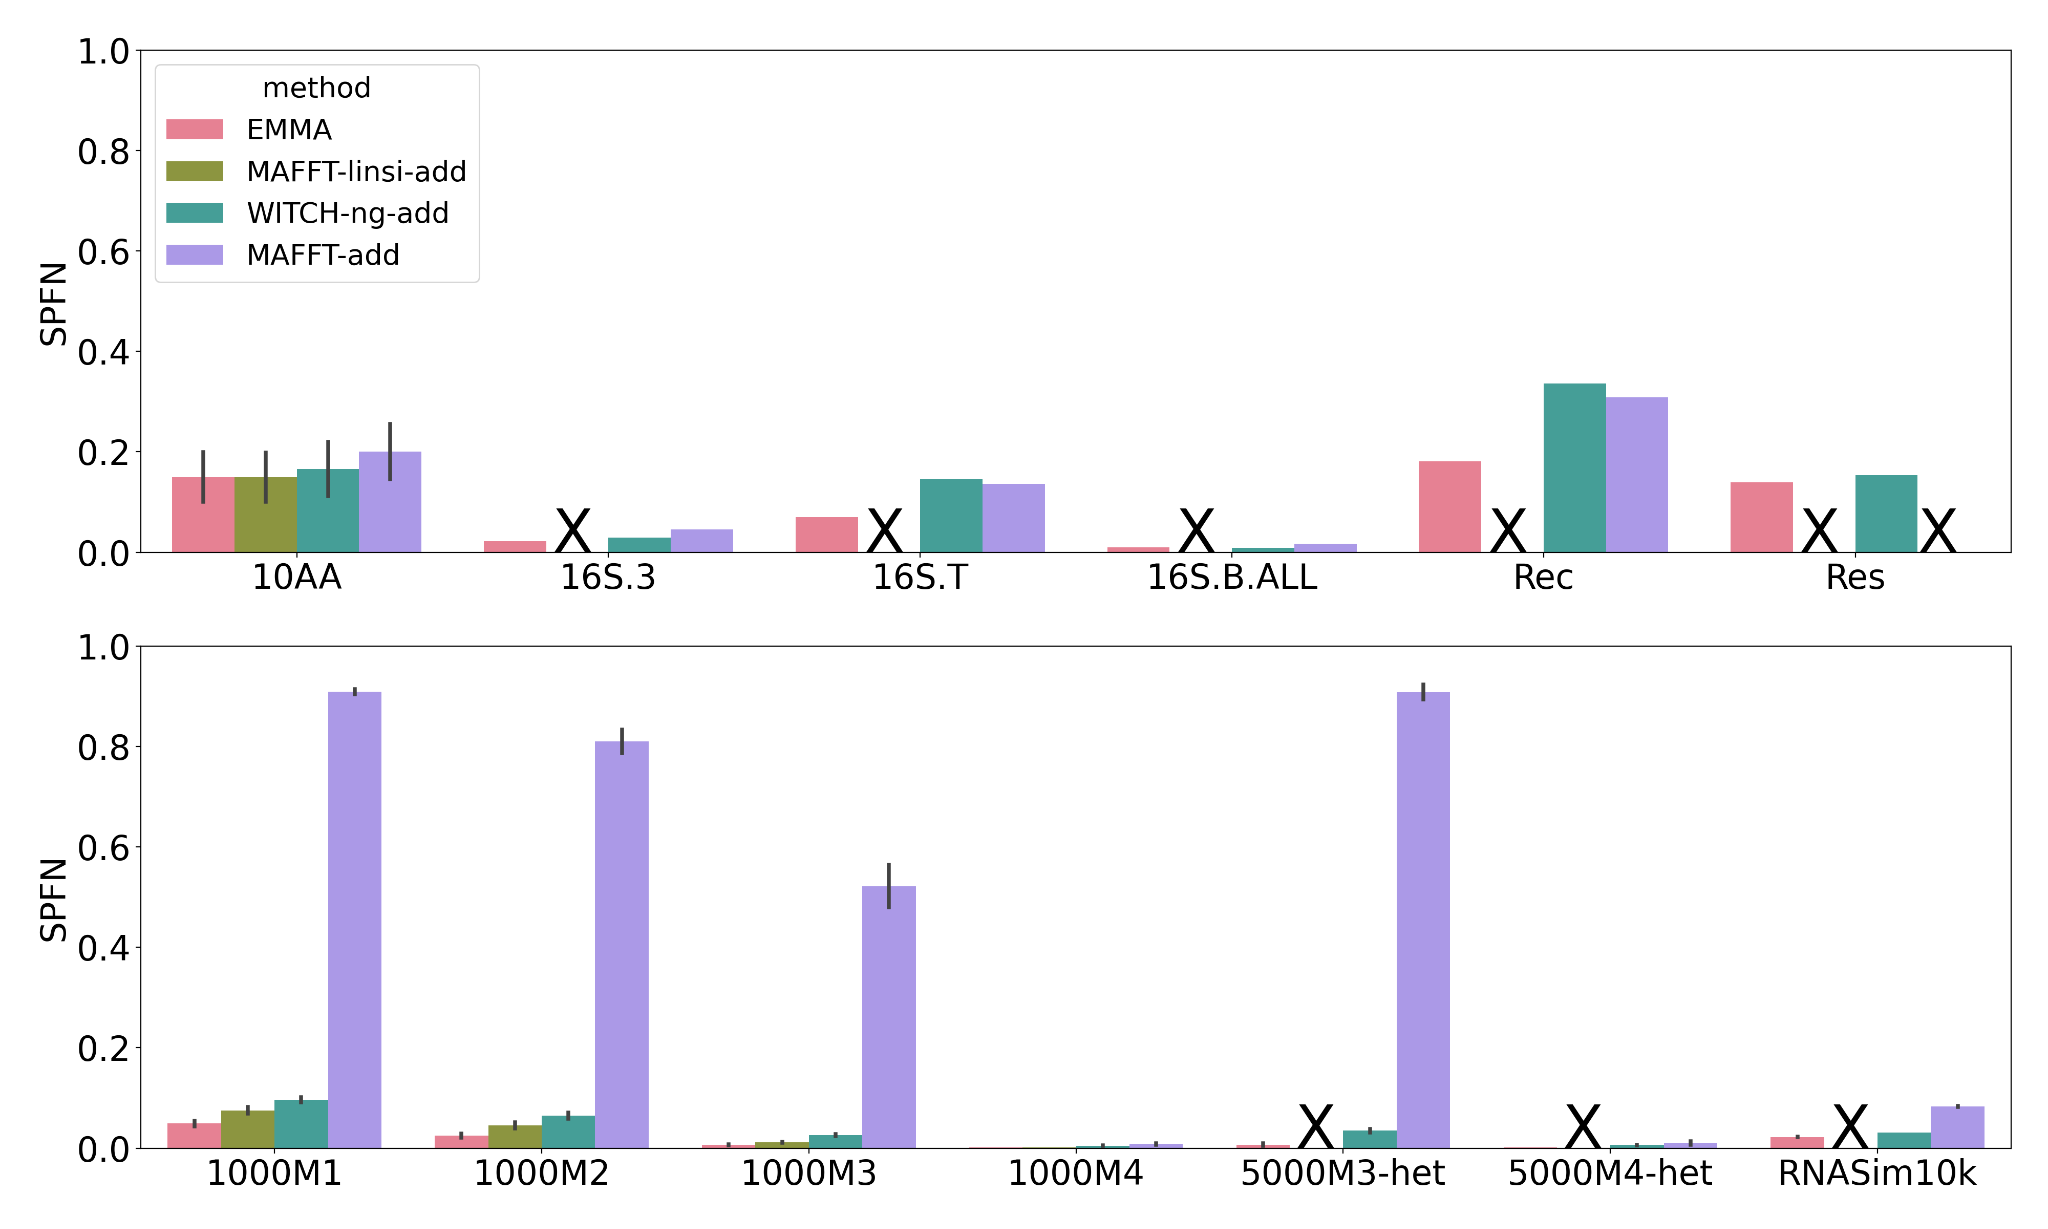 1.0
0.8
0.6
0.4
0.2
0.0
SPFN
method
EMMA
MAFFT-linsi-add
WITCH-ng-add
MAFFT-add
X
X
X
X
X
X
10AA
16S.3
16S.T
16S.B.ALL
Rec
Res
1.0
0.8
0.6
0.4
0.2
0.0
SPFN
X
X
X
1000M1
1000M2
1000M3
1000M4
5000M3-het
5000M4-het
RNASim10k